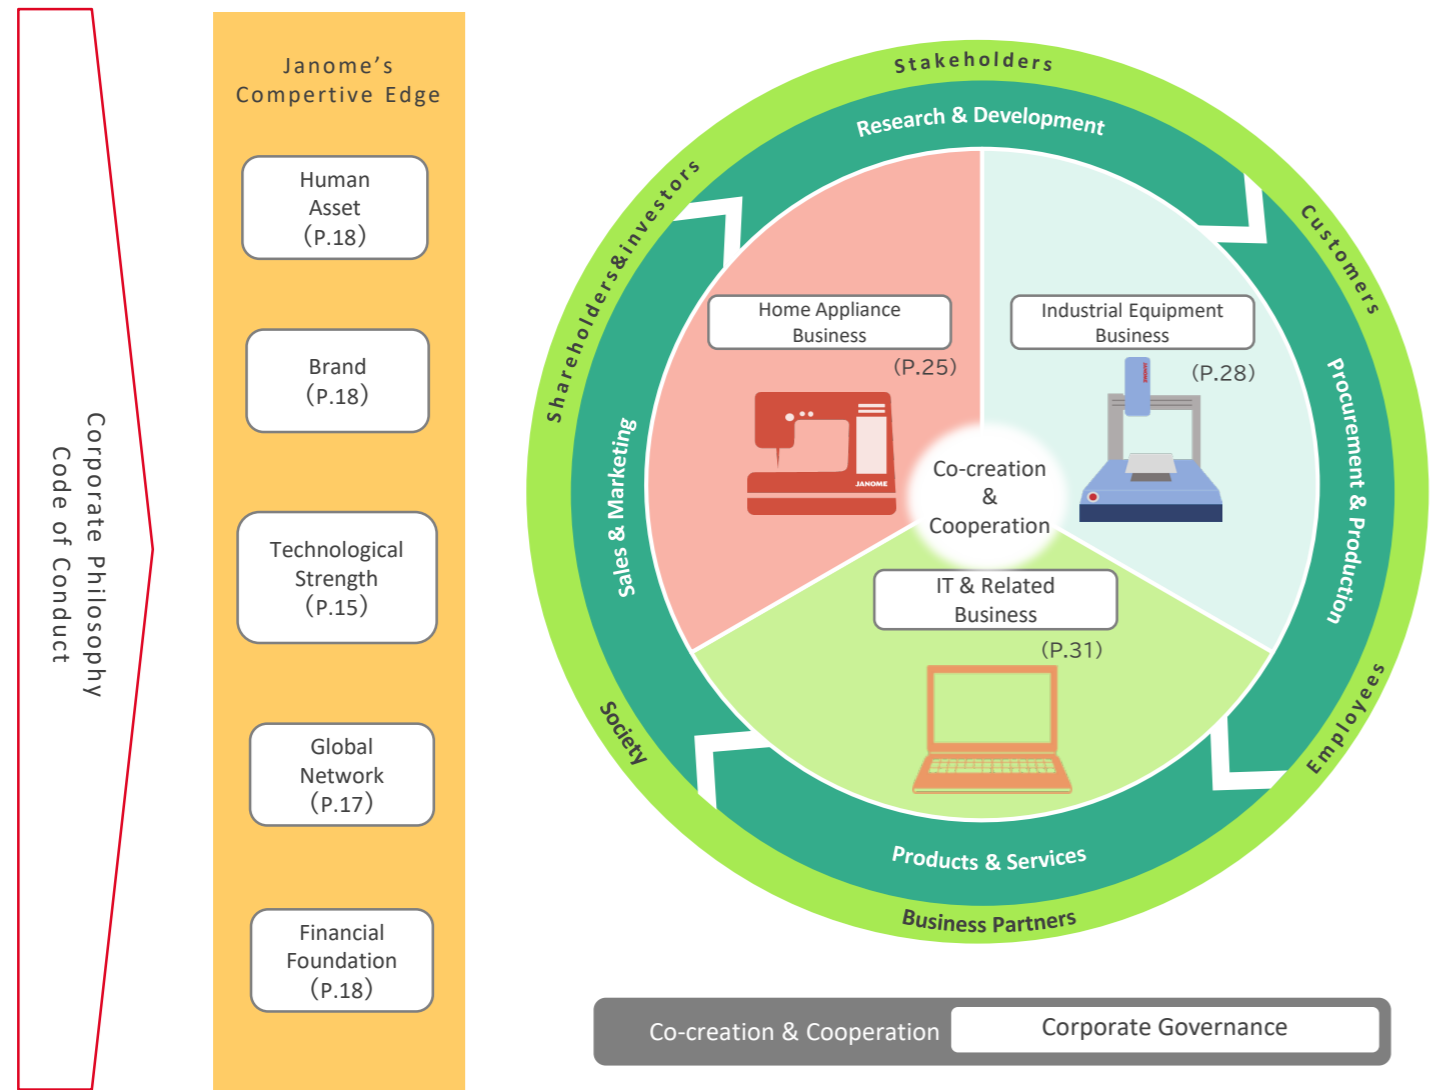 Corporate Philosophy
Code of Conduct
Janome’s
Compertive Edge
Human
Asset
(P.18)
Brand
(P.18)
Technological
Strength
(P.15)
Global
Network
(P.17)
Financial
Foundation
(P.18)
Stakeholders
Customers
Employees
Business Partners
Society
Shareholders&investors
Research & Development
Procurement & Production
Products & Services
Sales & Marketing
Home Appliance
Business
(P.25)
JANOME
Industrial Equipment
Business
(P.28)
JANOME
Co-creation
&
Cooperation
IT & Related
Business
(P.31)
Co-creation & Cooperation
Corporate Governance